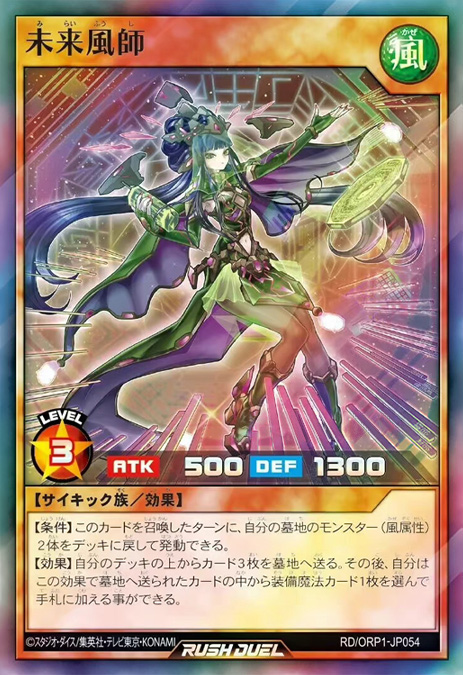 未来風師
風
LEVEL
3
ATK 500 DEF 1300
【サイキック族／効果】
【条件】このカードを召喚したターンに、自分の墓地のモンスター（風属性）
２体をデッキに戻して発動できる。
【効果】自分のデッキの上からカード３枚を墓地へ送る。その後、自分は
この効果で墓地へ送られたカードの中から装備魔法カード１枚を選んで
手札に加える事ができる。
©スタジオ・ダイス/集英社・テレビ東京・KONAMI
RUSH DUEL
RD/ORP1-JP054